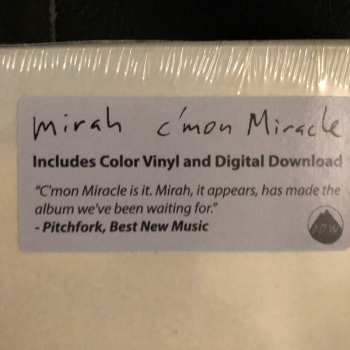 mirah c'mon Miracle
Includes Color Vinyl and Digital Download
"C'mon Miracle is it. Mirah, it appears, has made the
album we've been waiting for."
- Pitchfork, Best New Music